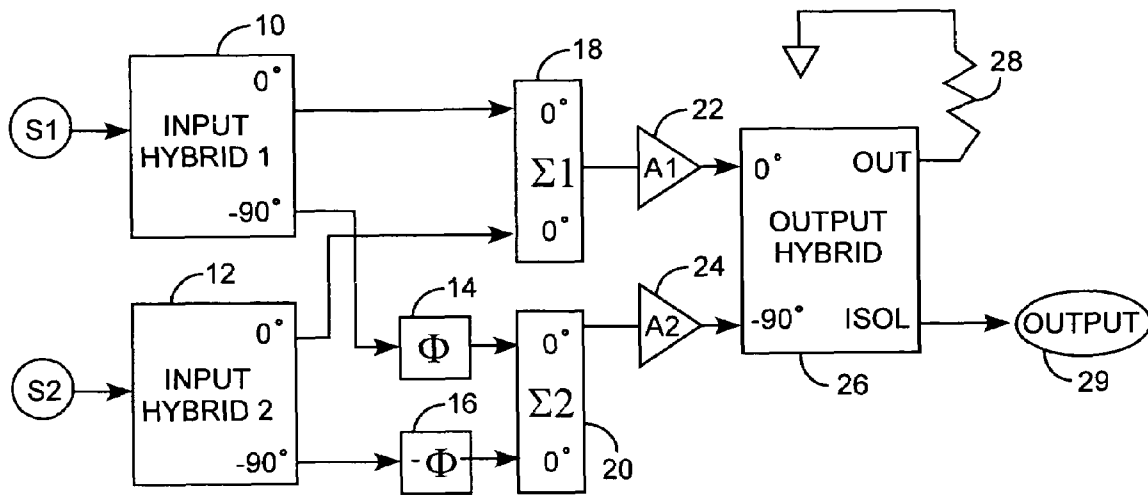 10
S1
0°
INPUT
HYBRID 1
-90°
12
S2
0°
INPUT
HYBRID 2
-90°
14
Φ
16
-Φ
18
0°
Σ1
0°
0°
Σ2
0°
20
22
A1
24
A2
0°
OUT
OUTPUT
HYBRID
-90°
ISOL
26
28
OUTPUT
29